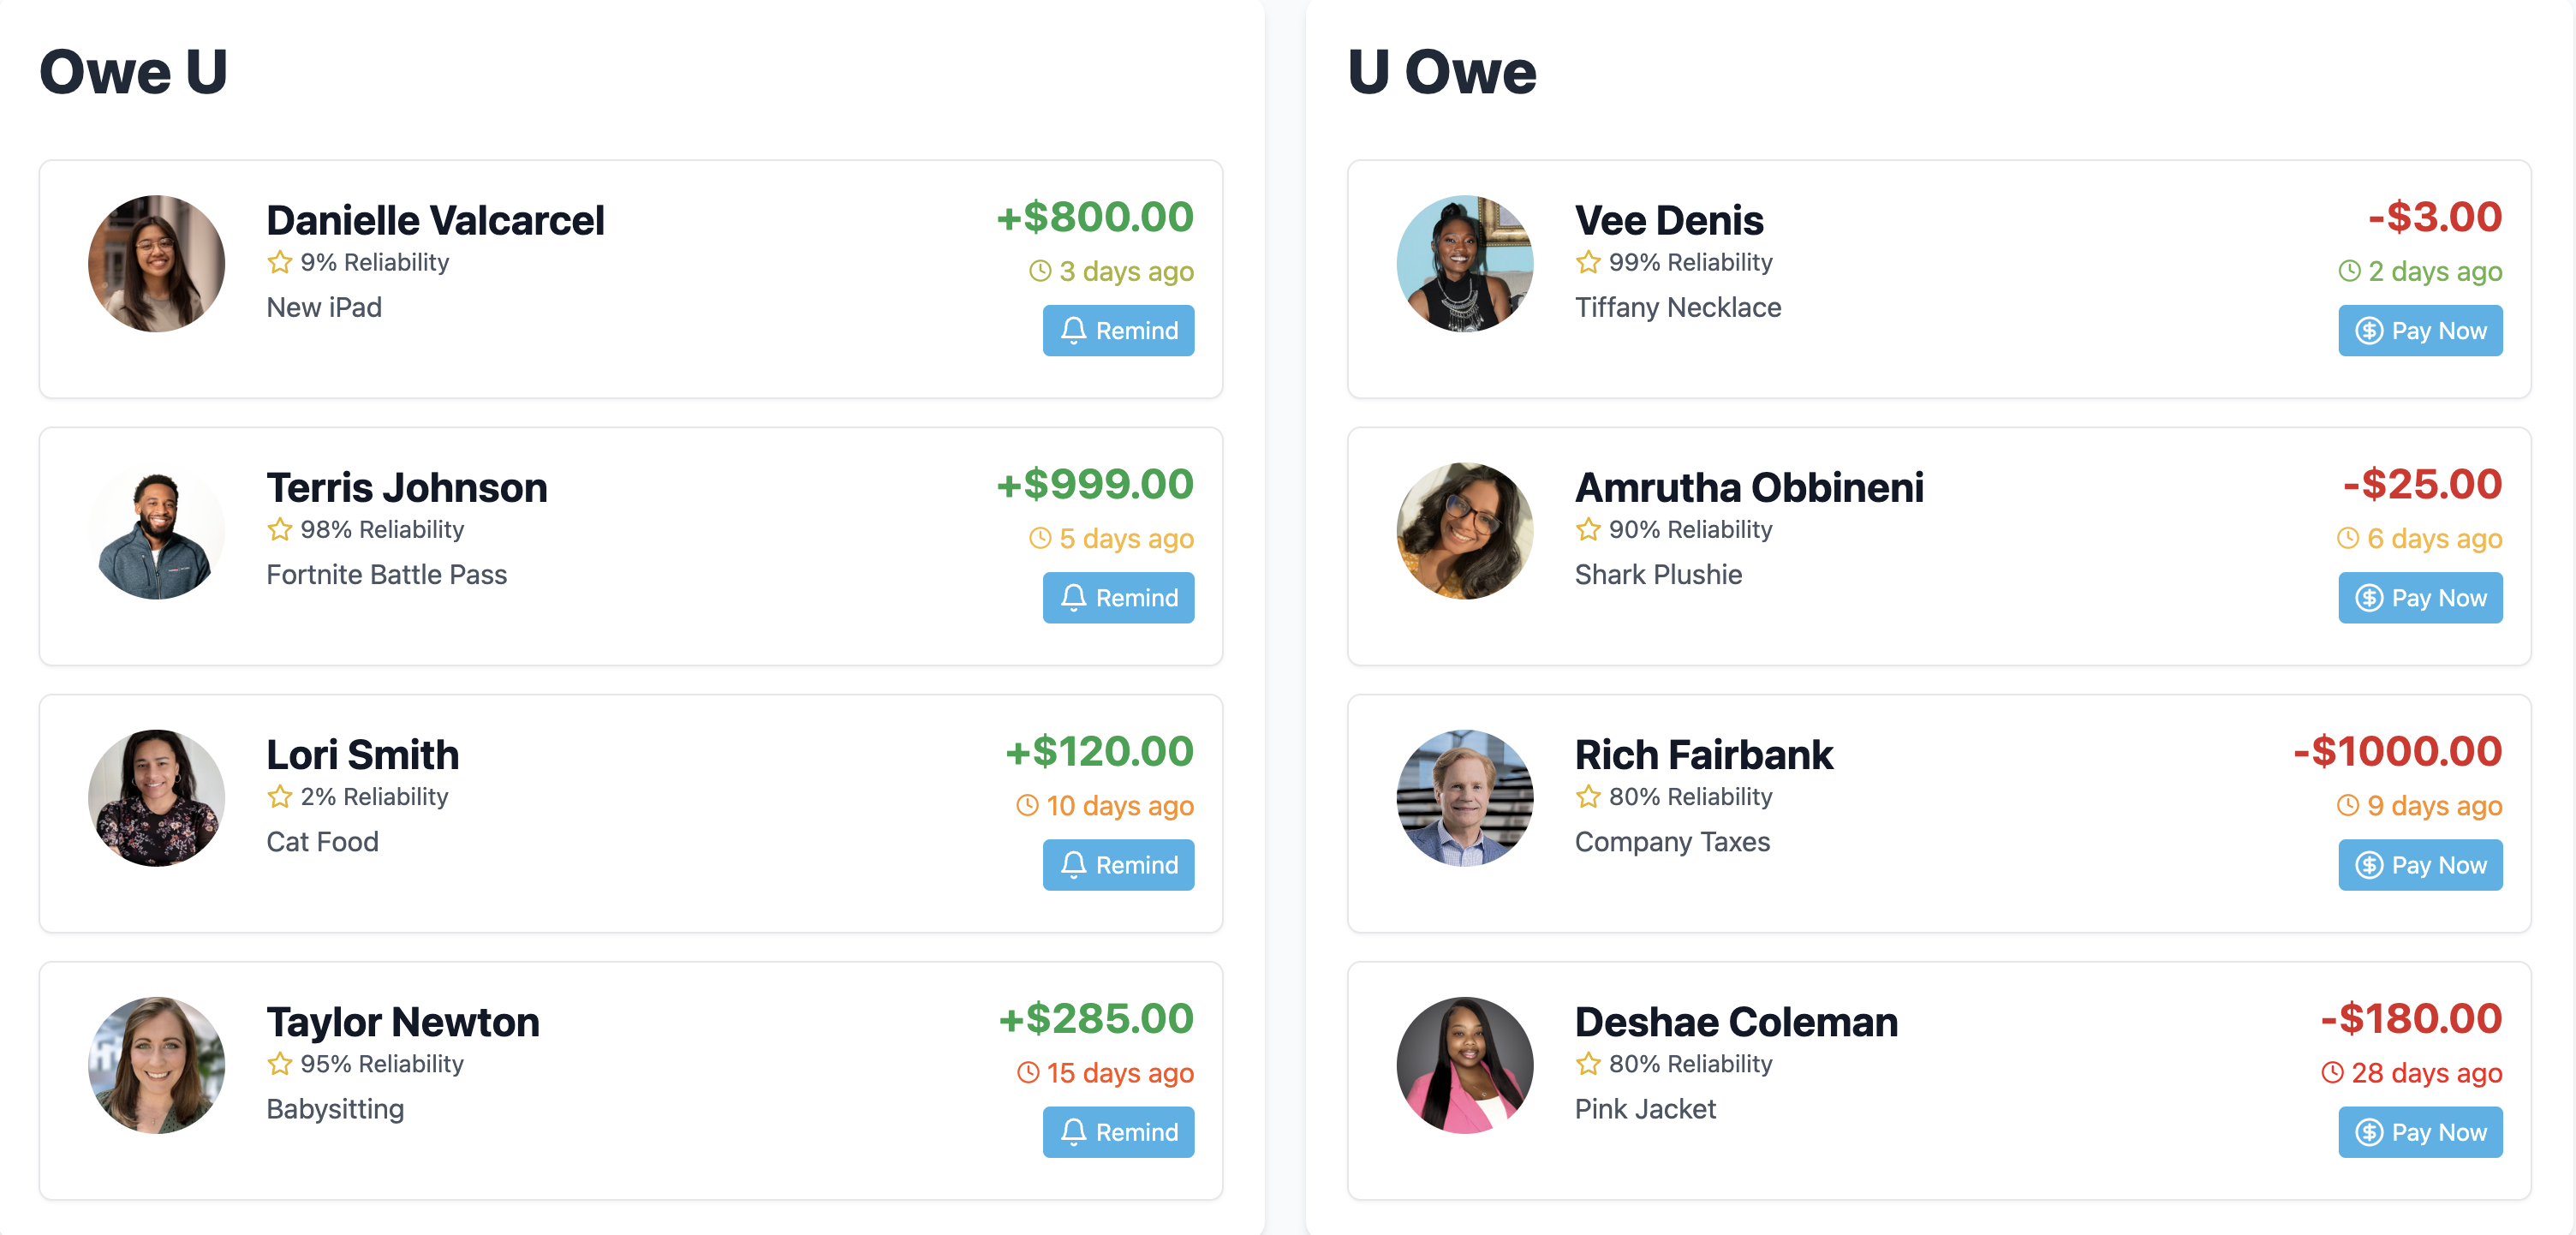 Owe U
Danielle Valcarcel
9% Reliability
New iPad
+$800.00
3 days ago
Remind
Terris Johnson
98% Reliability
Fortnite Battle Pass
+$999.00
5 days ago
Remind
Lori Smith
2% Reliability
Cat Food
+$120.00
10 days ago
Remind
Taylor Newton
95% Reliability
Babysitting
+$285.00
15 days ago
Remind
U Owe
Vee Denis
99% Reliability
Tiffany Necklace
-$3.00
2 days ago
Pay Now
Amrutha Obbineni
90% Reliability
Shark Plushie
-$25.00
6 days ago
Pay Now
Rich Fairbank
80% Reliability
Company Taxes
-$1000.00
9 days ago
Pay Now
Deshae Coleman
80% Reliability
Pink Jacket
-$180.00
28 days ago
Pay Now